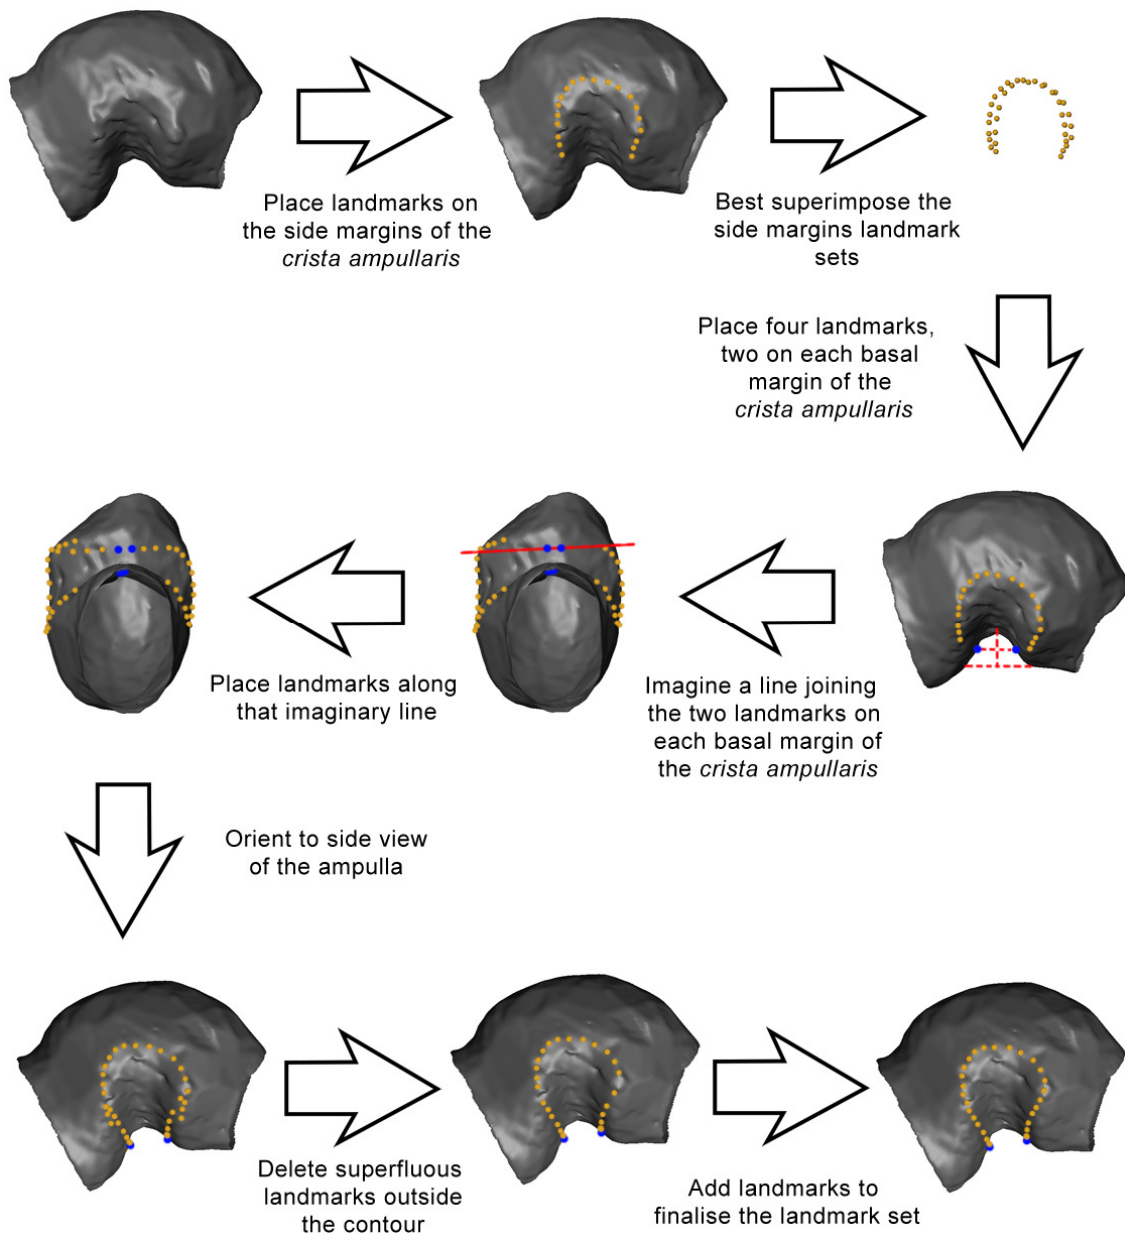 Place landmarks on
the side margins of the
crista ampullaris
Best superimpose the
side margins landmark
sets
Place four landmarks,
two on each basal
margin of the
crista ampullaris
Imagine a line joining
the two landmarks on
each basal margin of
the crista ampullaris
Place landmarks along
that imaginary line
Orient to side view
of the ampulla
Delete superfluous
landmarks outside
the contour
Add landmarks to
finalise the landmark set